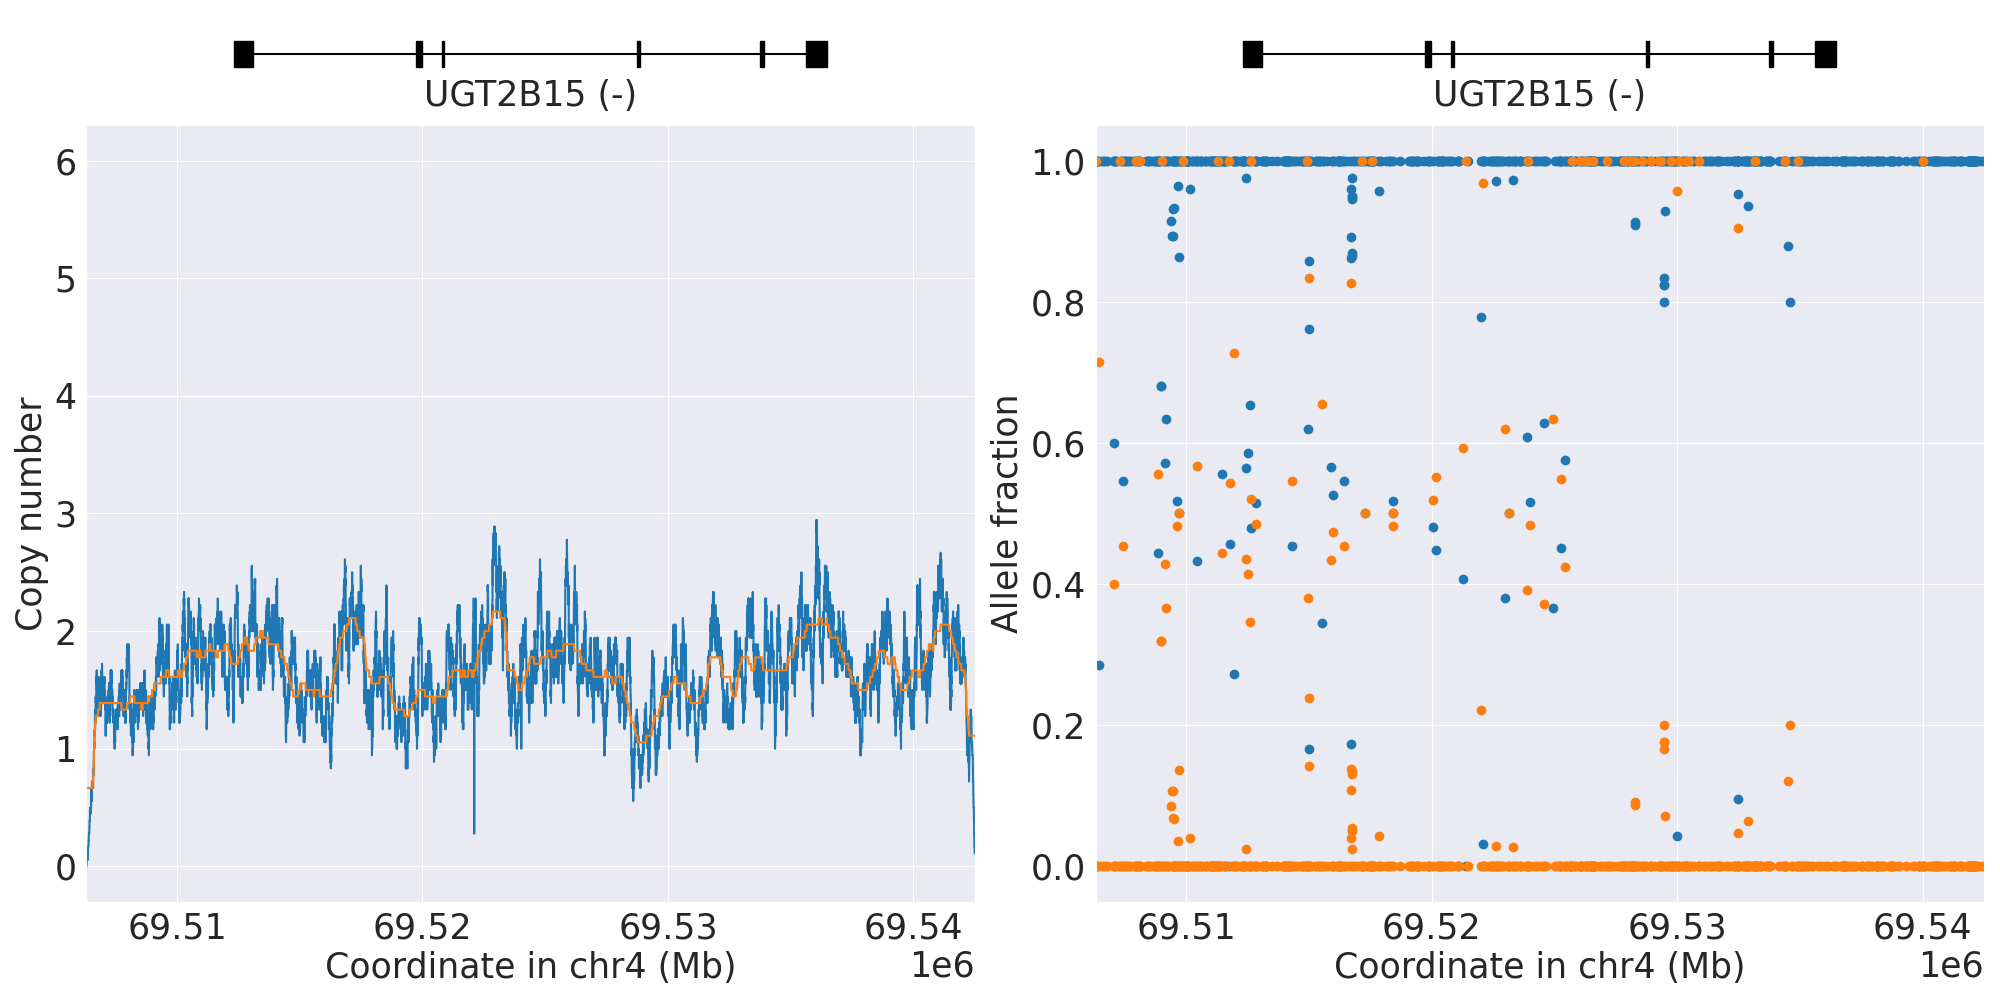 UGT2B15 (-)
6
5
4
3
2
1
0
Copy number
69.51 69.52 69.53 69.54
Coordinate in chr4 (Mb)
1e6
UGT2B15 (-)
1.0
0.8
0.6
0.4
0.2
0.0
Allele fraction
69.51 69.52 69.53 69.54
Coordinate in chr4 (Mb)
1e6